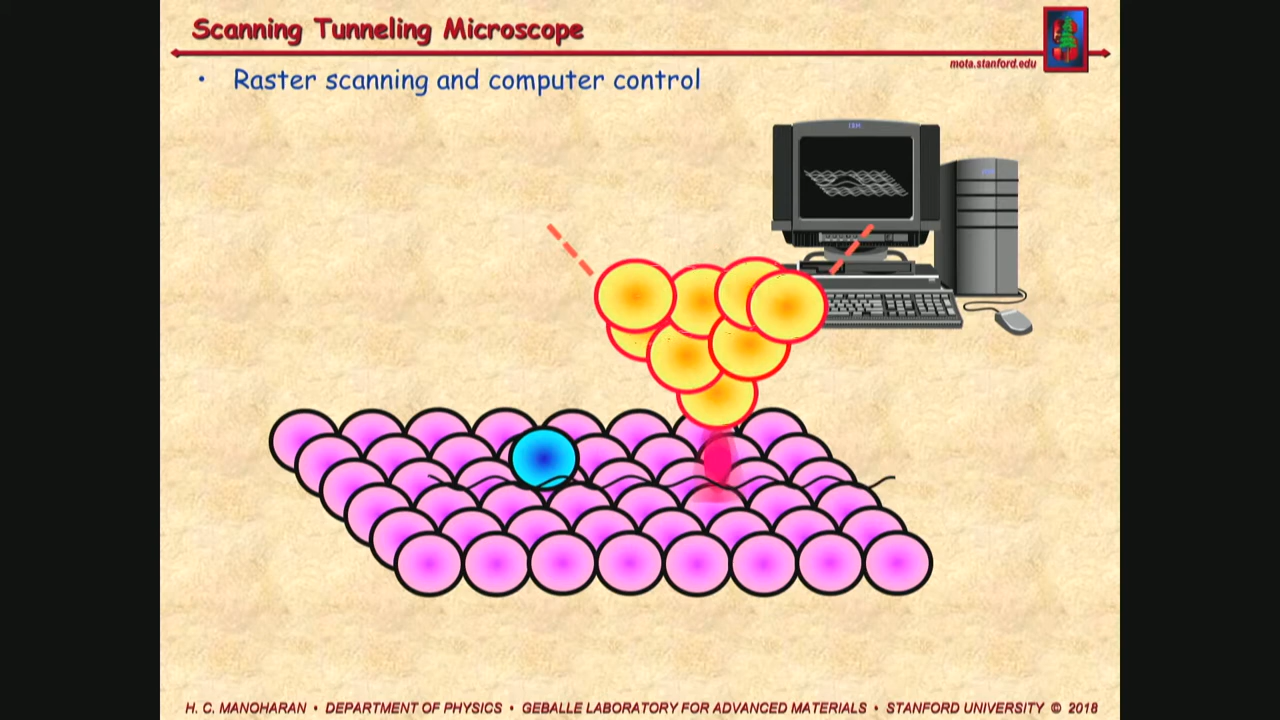 Scanning Tunneling Microscope
mota.stanford.edu
• Raster scanning and computer control
IBM
H. C. MANOHARAN • DEPARTMENT OF PHYSICS • GEBALLE LABORATORY FOR ADVANCED MATERIALS • STANFORD UNIVERSITY © 2018